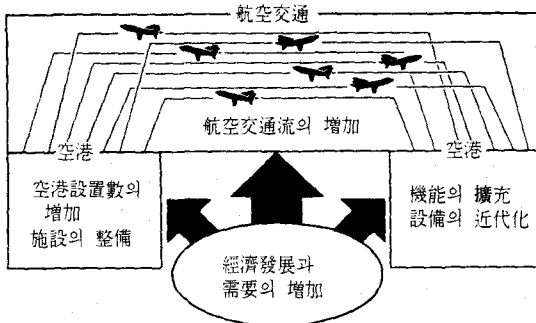 航空交通
航空交通流의 增加
空港
空港
空港設置數의
增加
施設의 整備
機能의 擴充
設備의 近代化
經濟發展과
需要의 增加